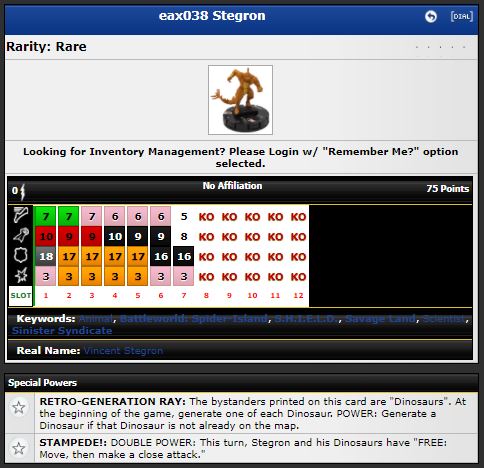 eax038 Stegron
[DIAL]
Rarity: Rare
. . . . .
Looking for Inventory Management? Please Login w/ "Remember Me?" option
selected.
0 No Affiliation 75 Points
7 7 7 6 6 6 5 KO KO KO KO KO
10 9 9 10 9 9 8 KO KO KO KO KO
18 17 17 17 17 16 16 KO KO KO KO KO
3 3 3 3 3 3 3 KO KO KO KO KO
SLOT 1 2 3 4 5 6 7 8 9 10 11 12
Keywords: Animal, Battleworld: Spider-Island, S.H.I.E.L.D., Savage Land, Scientist,
Sinister Syndicate
Real Name: Vincent Stegron
Special Powers
RETRO-GENERATION RAY: The bystanders printed on this card are "Dinosaurs". At
the beginning of the game, generate one of each Dinosaur. POWER: Generate a
Dinosaur if that Dinosaur is not already on the map.
STAMPEDE!: DOUBLE POWER: This turn, Stegron and his Dinosaurs have "FREE:
Move, then make a close attack."